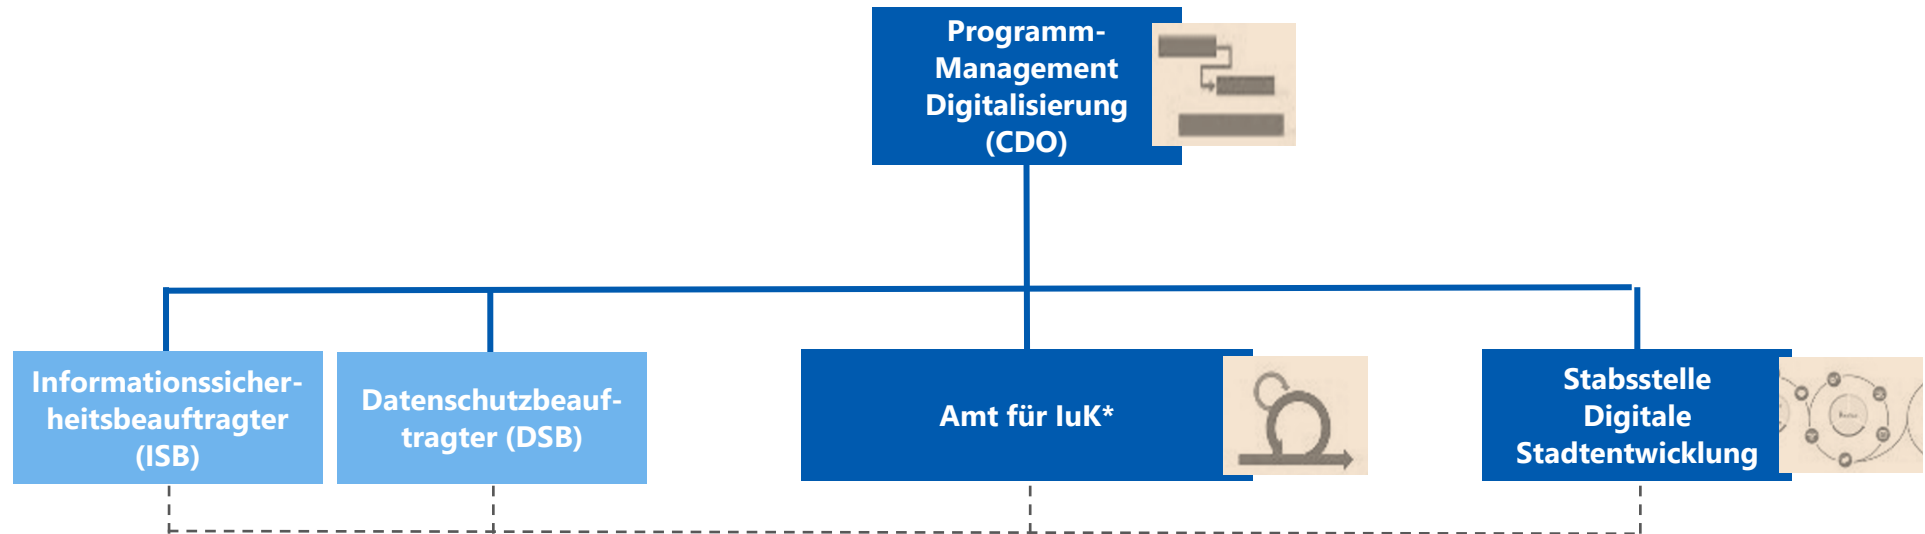 Programm-
Management
Digitalisierung
(CDO)
Informationssicher-
heitsbeauftragter
(ISB)
Datenschutzbeauf-
tragter (DSB)
Amt für IuK*
Stabsstelle
Digitale
Stadtentwicklung